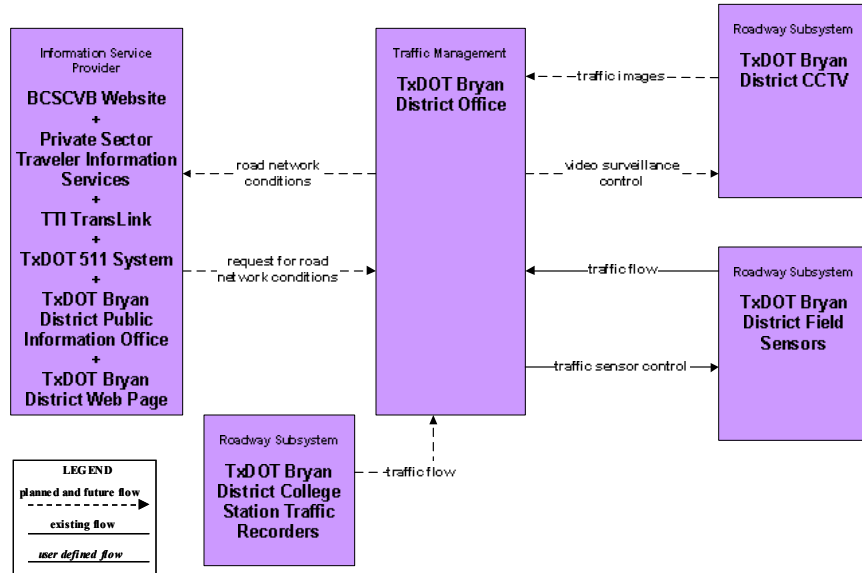 Information Service
Provider
BCSCVB Website
+
Private Sector
Traveler Information
Services
+
TTI TransLink
+
TxDOT 511 System
+
TxDOT Bryan
District Public
Information Office
+
TxDOT Bryan
District Web Page
road network
conditions
request for road
network conditions
Traffic Management
TxDOT Bryan
District Office
traffic images
video surveillance
control
traffic flow
traffic sensor control
Roadway Subsystem
TxDOT Bryan
District CCTV
Roadway Subsystem
TxDOT Bryan
District Field
Sensors
Roadway Subsystem
TxDOT Bryan
District College
Station Traffic
Recorders
traffic flow
LEGEND
planned and future flow
existing flow
user defined flow